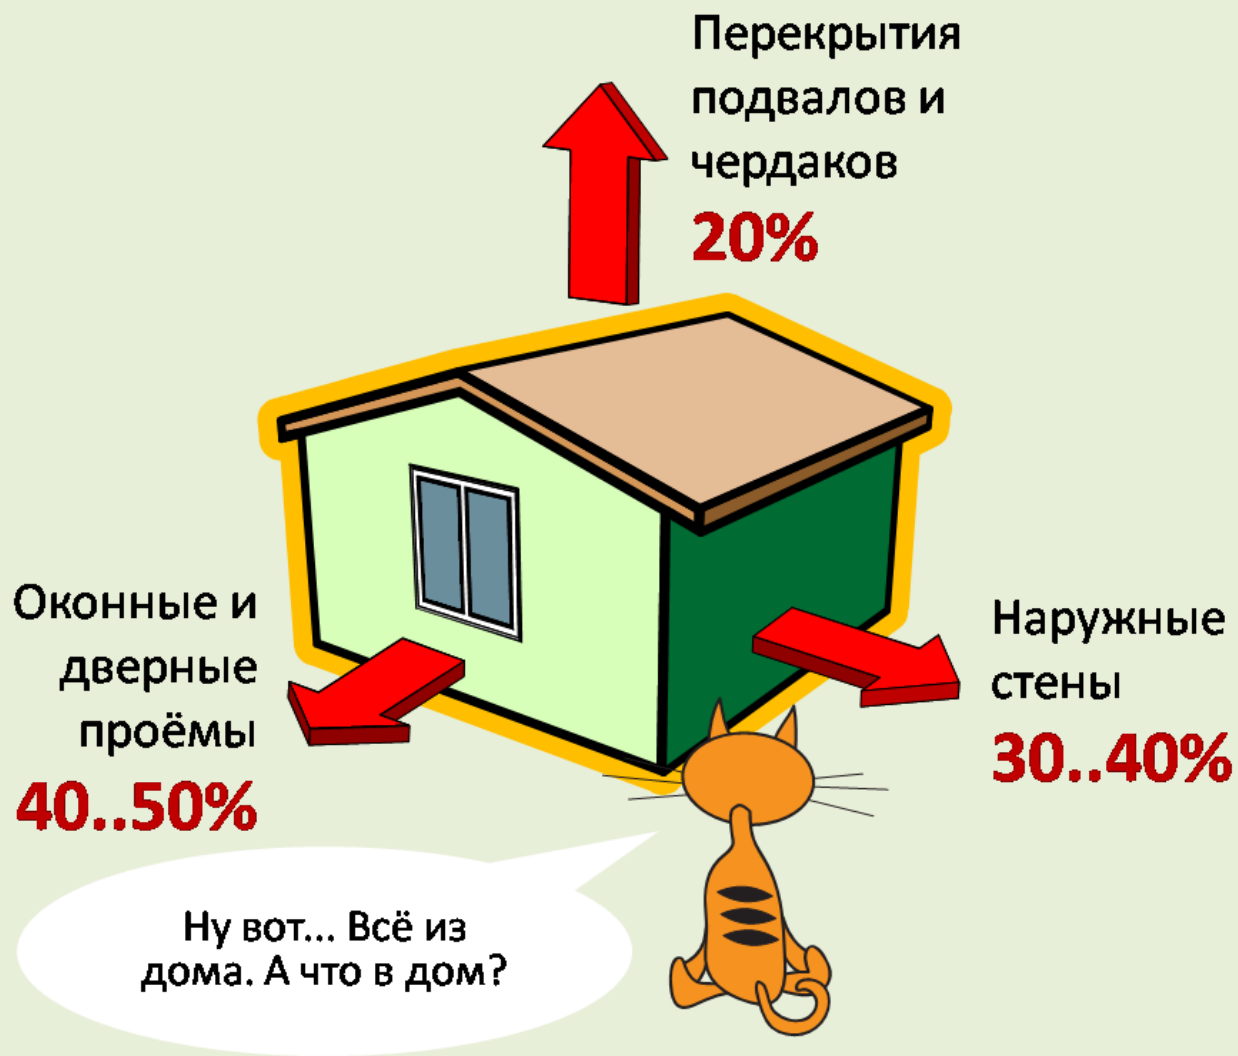 Перекрытия
подвалов и
чердаков
20%
Оконные и
дверные
проёмы
40..50%
Наружные
стены
30..40%
Ну вот... Всё из
дома. А что в дом?